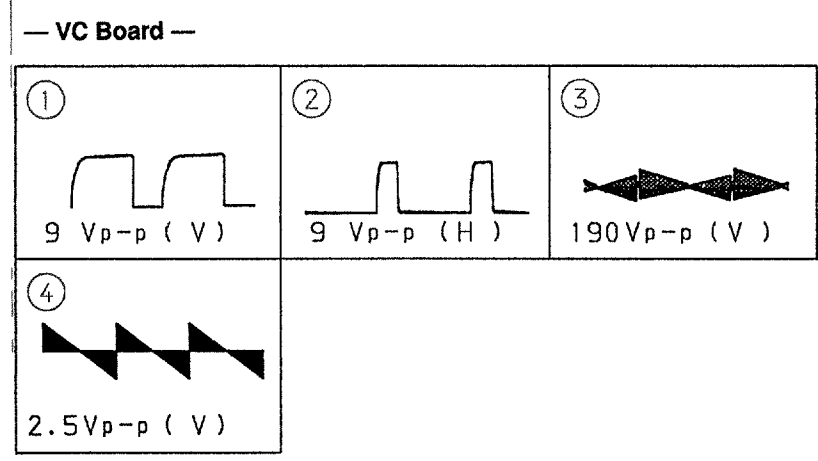 — VC Board —
①
9 Vp-p ( V )
②
9 Vp-p (H )
③
190Vp-p ( V )
④
2.5Vp-p ( V )